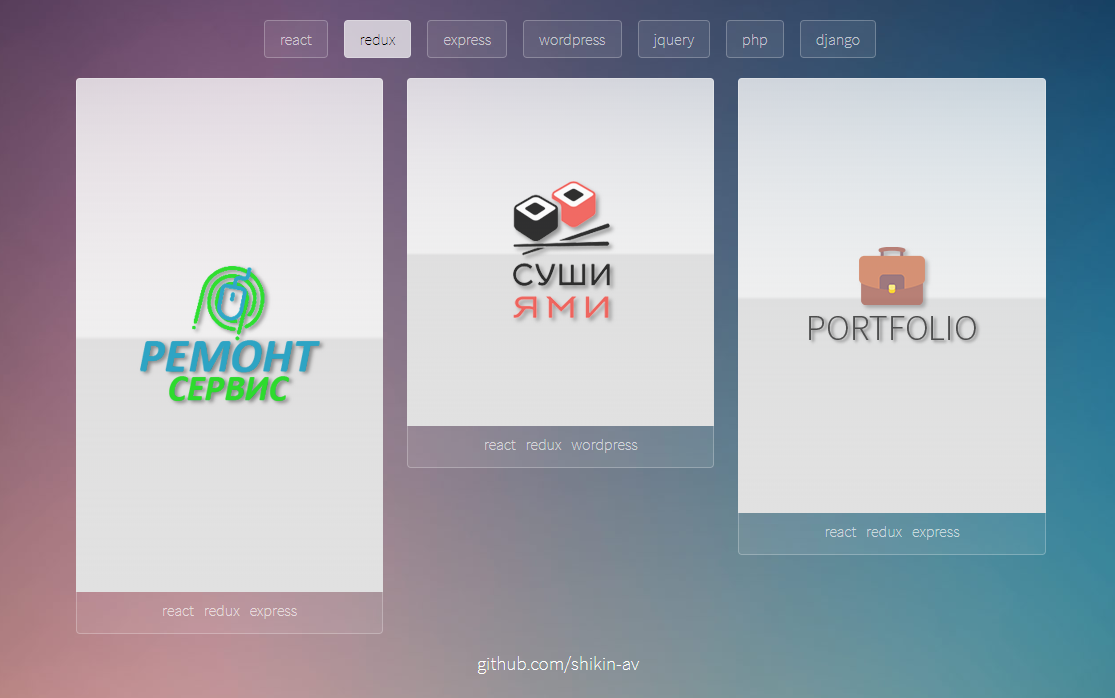 react redux express wordpress jquery php django
РЕМОНТ
СЕРВИС
react redux express
СУШИ
ЯМИ
react redux wordpress
PORTFOLIO
react redux express
github.com/shikin-av